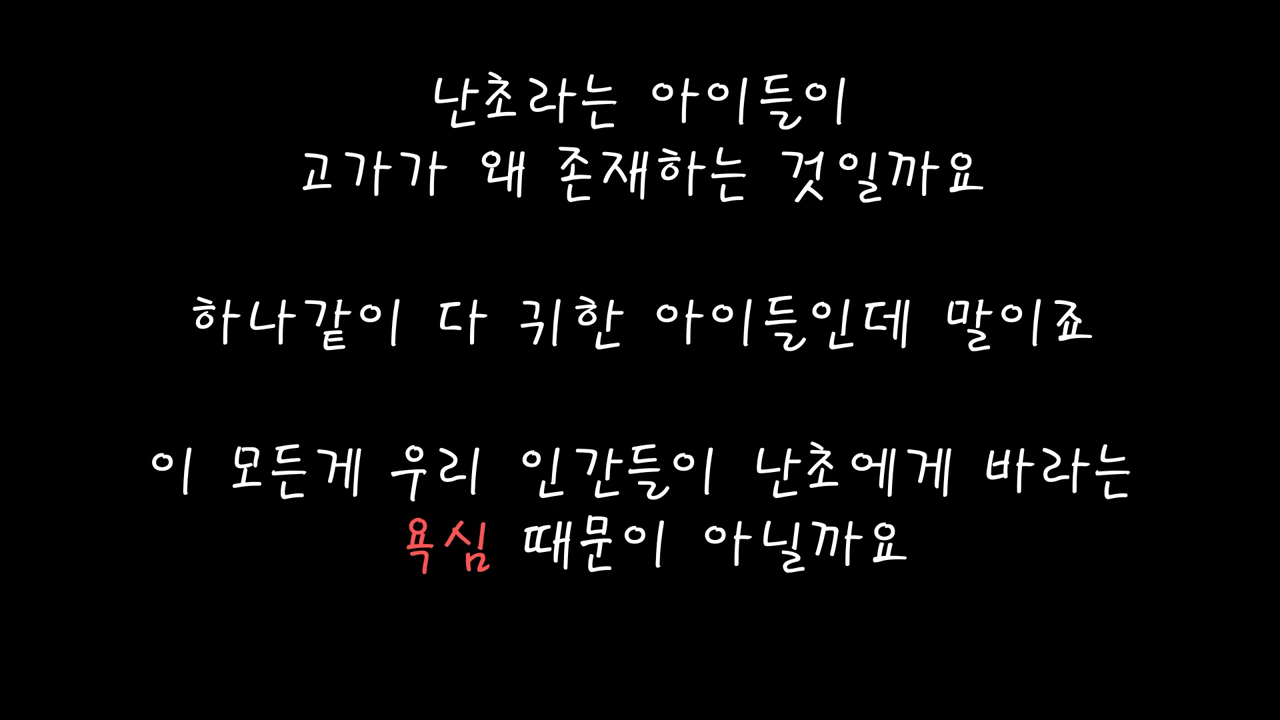 난초라는 아이들이
고가가 왜 존재하는 것일까요
하나같이 다 귀한 아이들인데 말이죠
이 모든게 우리 인간들이 난초에게 바라는
욕심 때문이 아닐까요